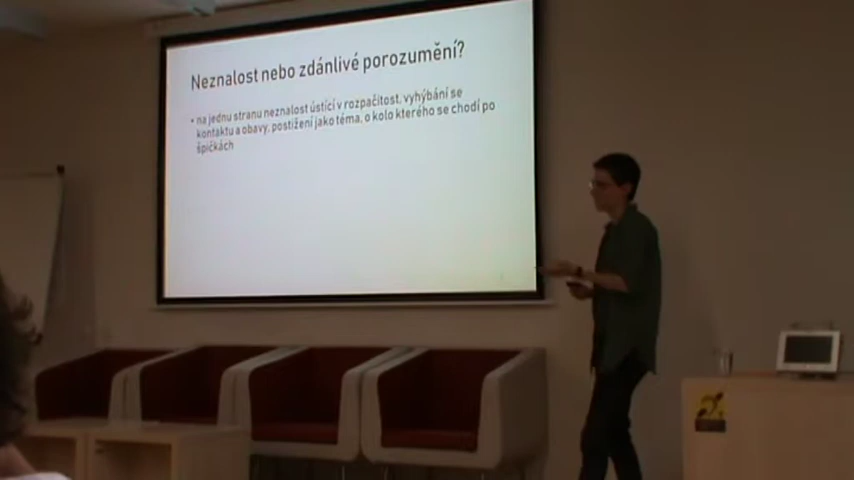 Neznalost nebo zdánlivé porozumění?
• na jednu stranu neznalost ústící v rozpačitost, vyhýbání se
kontaktu a obavy, postižení jako téma, o kolo kterého se chodí po
špičkách